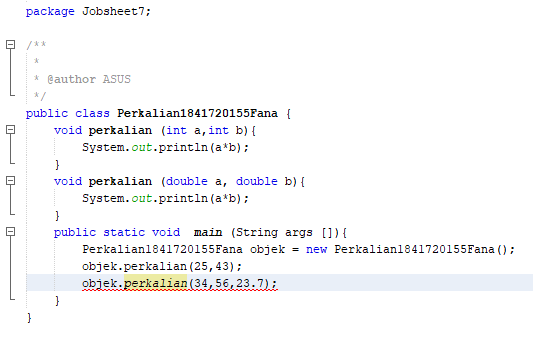 package Jobsheet7;
/**
 *
 * @author ASUS
 */
public class Perkalian1841720155Fana {
    void perkalian (int a,int b){
        System.out.println(a*b);
    }
    void perkalian (double a, double b){
        System.out.println(a*b);
    }
    public static void  main (String args []){
        Perkalian1841720155Fana objek = new Perkalian1841720155Fana();
        objek.perkalian(25,43);
        objek.perkalian(34,56,23.7);
    }
}